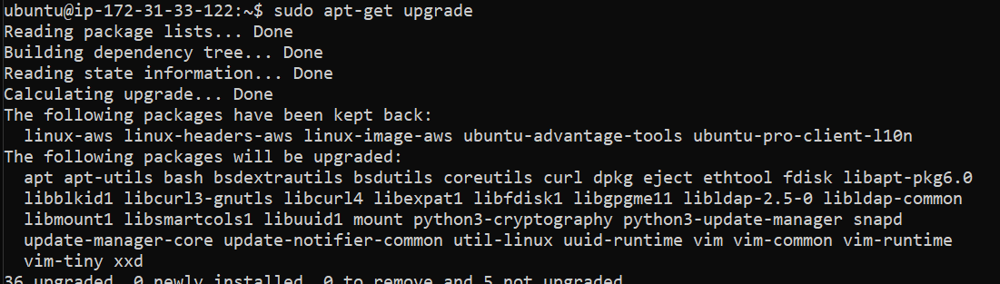 ubuntu@ip-172-31-33-122:~$ sudo apt-get upgrade
Reading package lists... Done
Building dependency tree... Done
Reading state information... Done
Calculating upgrade... Done
The following packages have been kept back:
  linux-aws linux-headers-aws linux-image-aws ubuntu-advantage-tools ubuntu-pro-client-l10n
The following packages will be upgraded:
  apt apt-utils bash bsdextrautils bsdutils coreutils curl dpkg eject ethtool fdisk libapt-pkg6.0
  libblkid1 libcurl3-gnutls libcurl4 libexpat1 libfdisk1 libgpgme11 libldap-2.5-0 libldap-common
  libmount1 libsmartcols1 libuuid1 mount python3-cryptography python3-update-manager snapd
  update-manager-core update-notifier-common util-linux uuid-runtime vim vim-common vim-runtime
  vim-tiny xxd
36 upgraded, 0 newly installed, 0 to remove and 5 not upgraded.